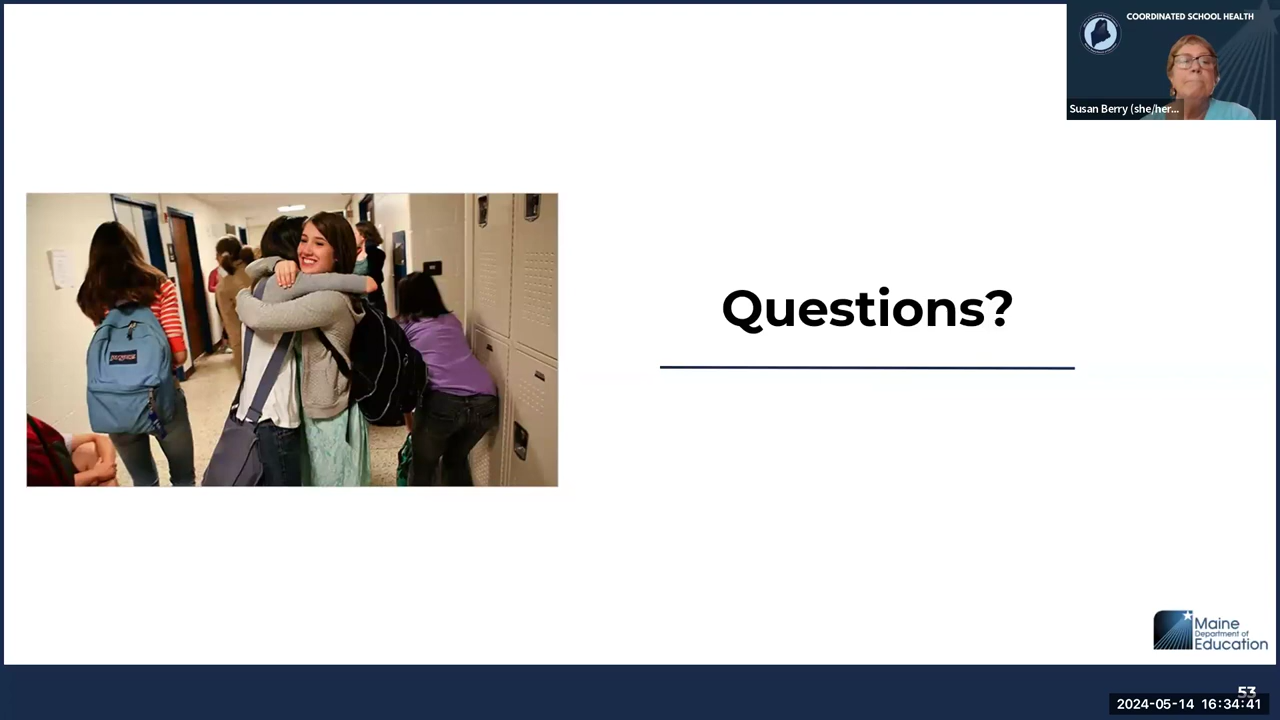 COORDINATED SCHOOL HEALTH
Susan Berry (she/her...
JANSPORT
Questions?
Maine
Department of
Education
53
2024-05-14 16:34:41